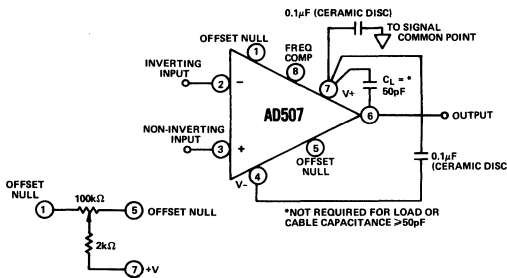 0.1μF (CERAMIC DISC)
TO SIGNAL
COMMON POINT
OFFSET NULL
1
FREQ
COMP
8
7
V+
C_L = *
50pF
INVERTING
INPUT
2
−
AD507
6
OUTPUT
NON-INVERTING
INPUT
3
+
5
OFFSET
NULL
4
V−
0.1μF
(CERAMIC DISC
*NOT REQUIRED FOR LOAD OR
CABLE CAPACITANCE ⩾50pF
OFFSET
NULL
1
100kΩ
5
OFFSET NULL
2kΩ
7
+V